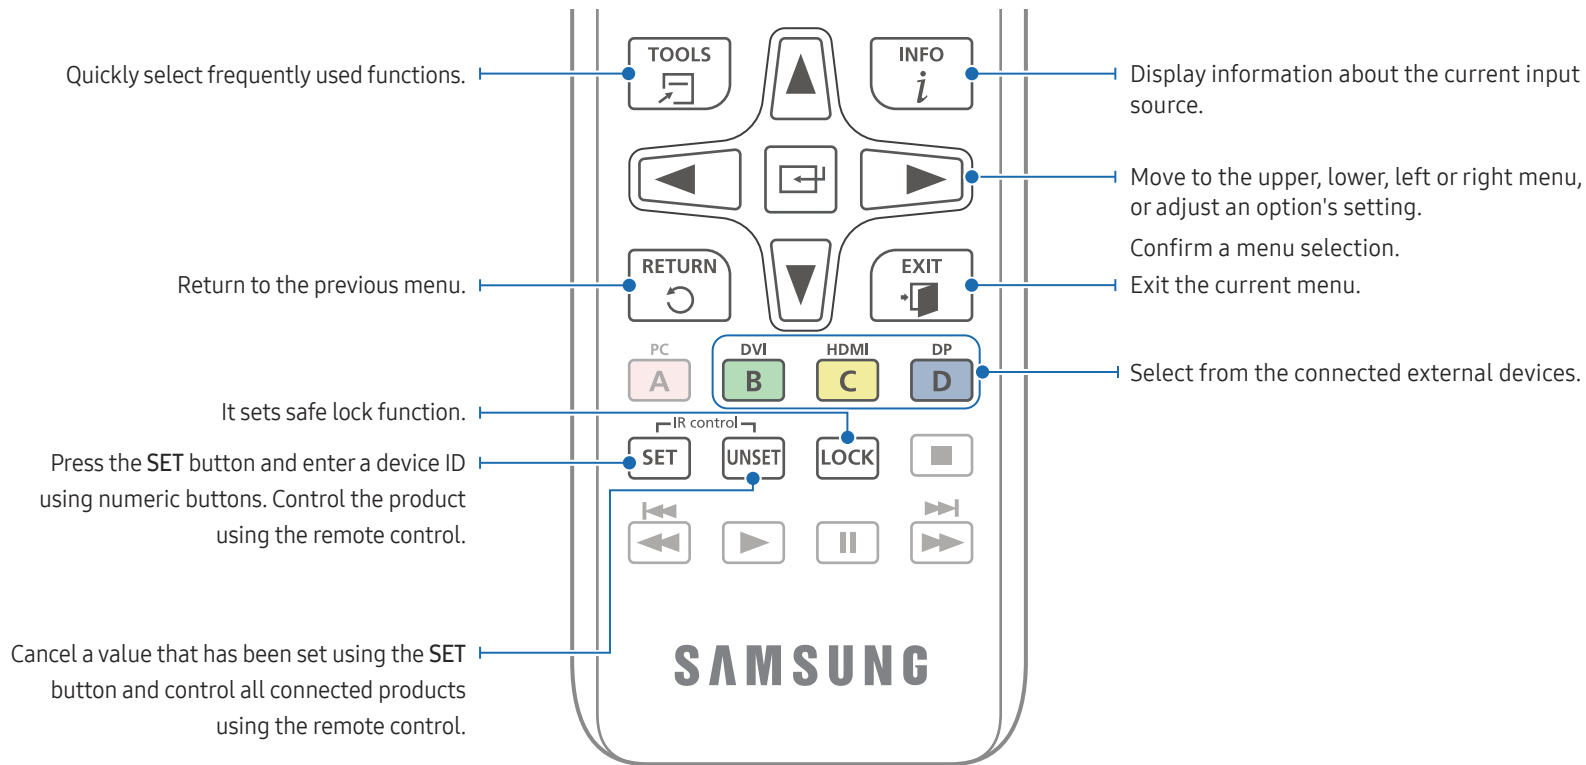 TOOLS
INFO
Quickly select frequently used functions.
Display information about the current input
source.
Move to the upper, lower, left or right menu,
or adjust an option's setting.
Confirm a menu selection.
RETURN
EXIT
Return to the previous menu.
Exit the current menu.
PC
DVI
HDMI
DP
A
B
C
D
Select from the connected external devices.
It sets safe lock function.
IR control
SET
UNSET
LOCK
Press the SET button and enter a device ID
using numeric buttons. Control the product
using the remote control.
Cancel a value that has been set using the SET
button and control all connected products
using the remote control.
SAMSUNG